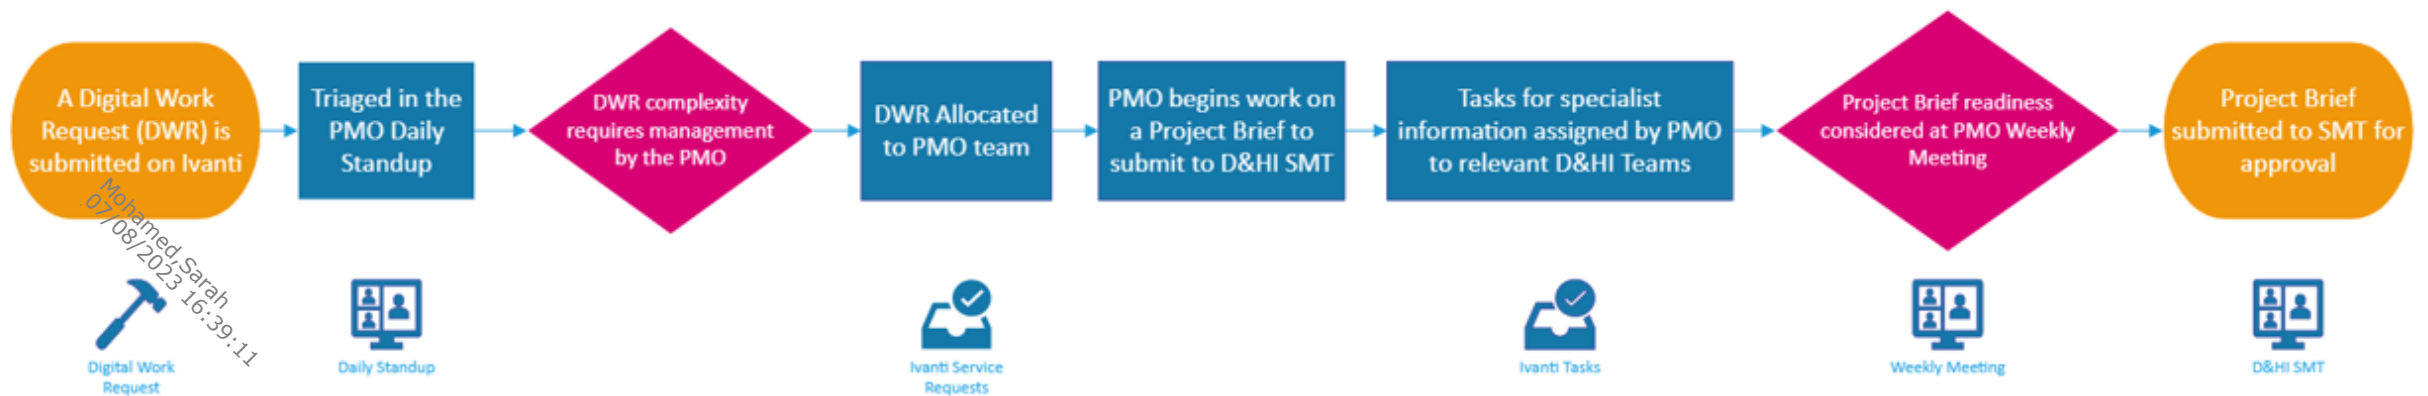 A Digital Work
Request (DWR) is
submitted on Ivanti
Triaged in the
PMO Daily
Standup
DWR complexity
requires management
by the PMO
DWR Allocated
to PMO team
PMO begins work on
a Project Brief to
submit to D&HI SMT
Tasks for specialist
information assigned by PMO
to relevant D&HI Teams
Project Brief readiness
considered at PMO Weekly
Meeting
Project Brief
submitted to SMT for
approval
Mohamed,Sarah
07/08/2023 16:39:11
Digital Work
Request
Daily Standup
Ivanti Service
Requests
Ivanti Tasks
Weekly Meeting
D&HI SMT